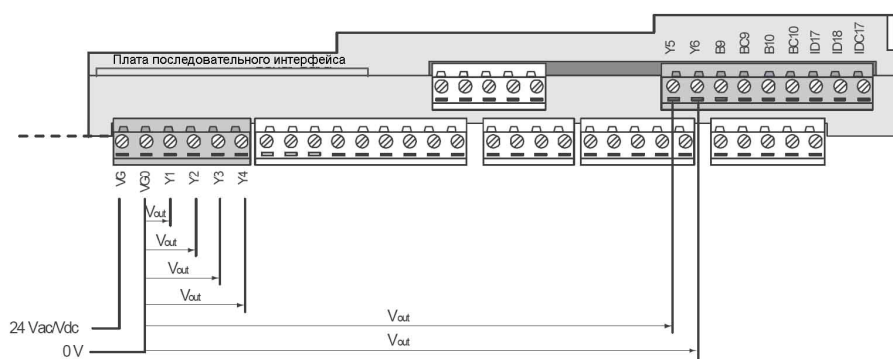 Y5 Y6 B9 BC9 B10 BC10 ID17 ID18 IDC17
Плата последовательного интерфейса
VG VG0 Y1 Y2 Y3 Y4
Vout
Vout
Vout
Vout
24 Vac/Vdc
Vout
0 V
Vout